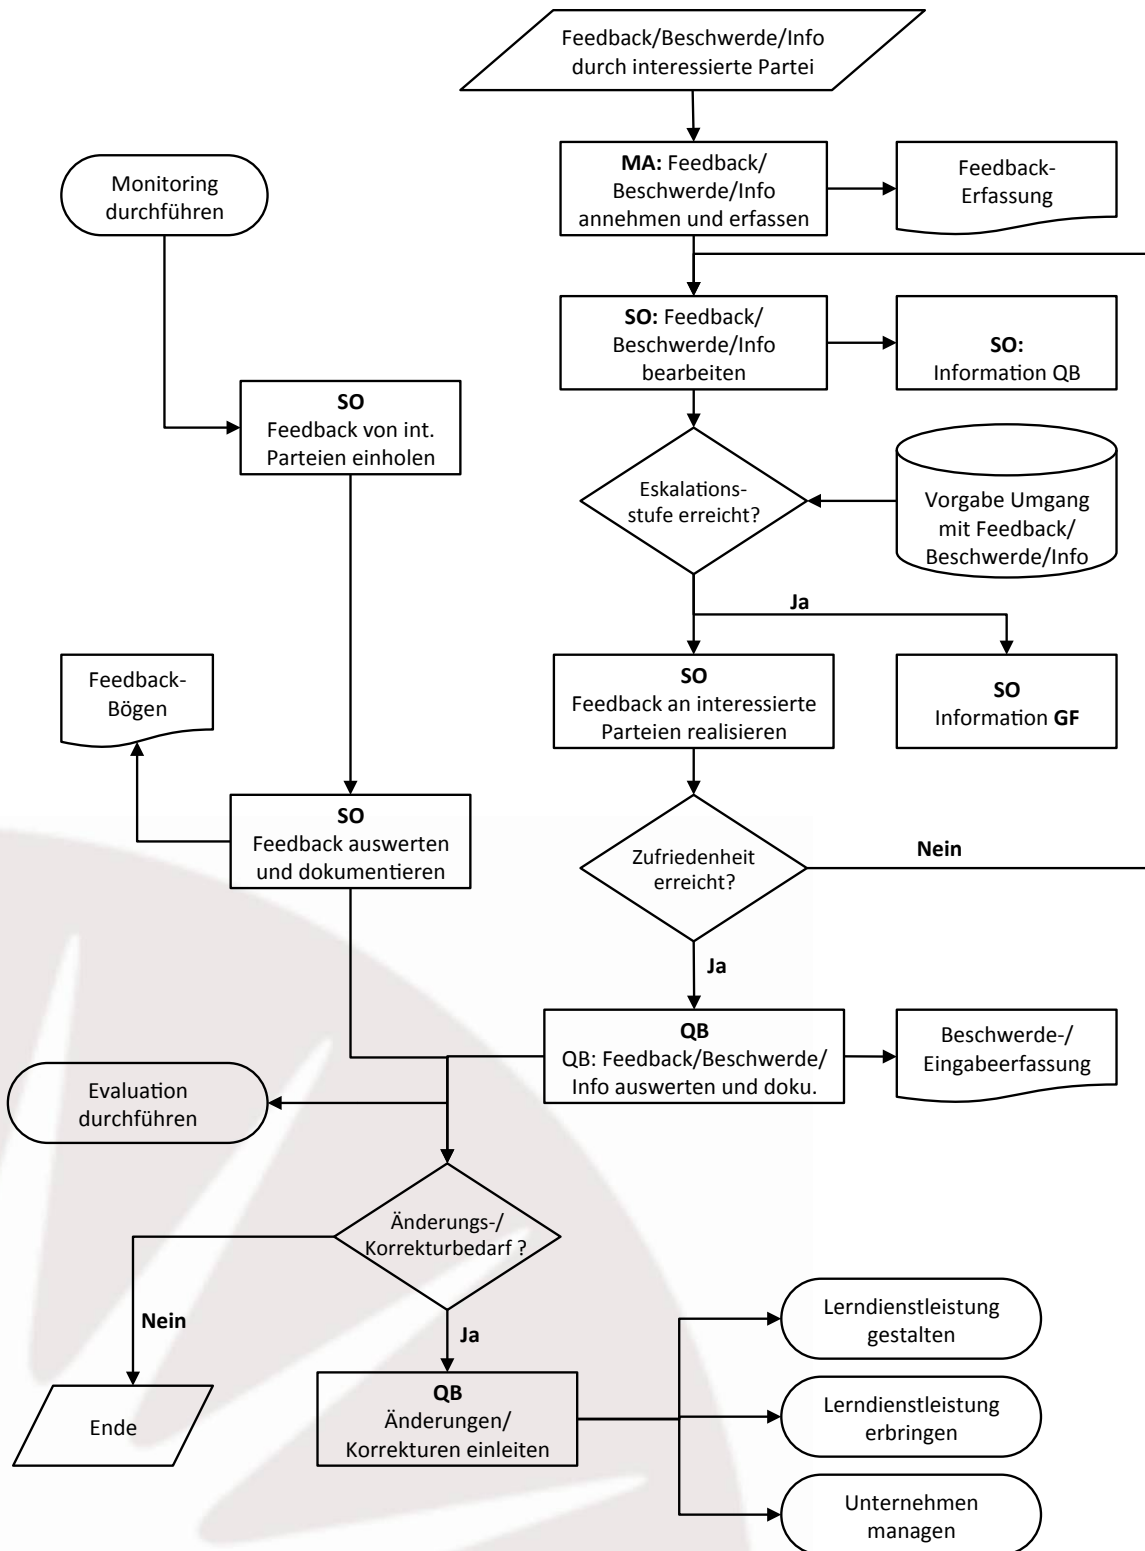 Feedback/Beschwerde/Info
durch interessierte Partei
MA: Feedback/
Beschwerde/Info
annehmen und erfassen
Feedback-
Erfassung
Monitoring
durchführen
SO: Feedback/
Beschwerde/Info
bearbeiten
SO:
Information QB
SO
Feedback von int.
Parteien einholen
Eskalations-
stufe erreicht?
Vorgabe Umgang
mit Feedback/
Beschwerde/Info
Ja
SO
Feedback an interessierte
Parteien realisieren
SO
Information GF
Feedback-
Bögen
SO
Feedback auswerten
und dokumentieren
Zufriedenheit
erreicht?
Nein
Ja
QB
QB: Feedback/Beschwerde/
Info auswerten und doku.
Beschwerde-/
Eingabeerfassung
Evaluation
durchführen
Änderungs-/
Korrekturbedarf ?
Nein
Ja
Ende
QB
Änderungen/
Korrekturen einleiten
Lerndienstleistung
gestalten
Lerndienstleistung
erbringen
Unternehmen
managen